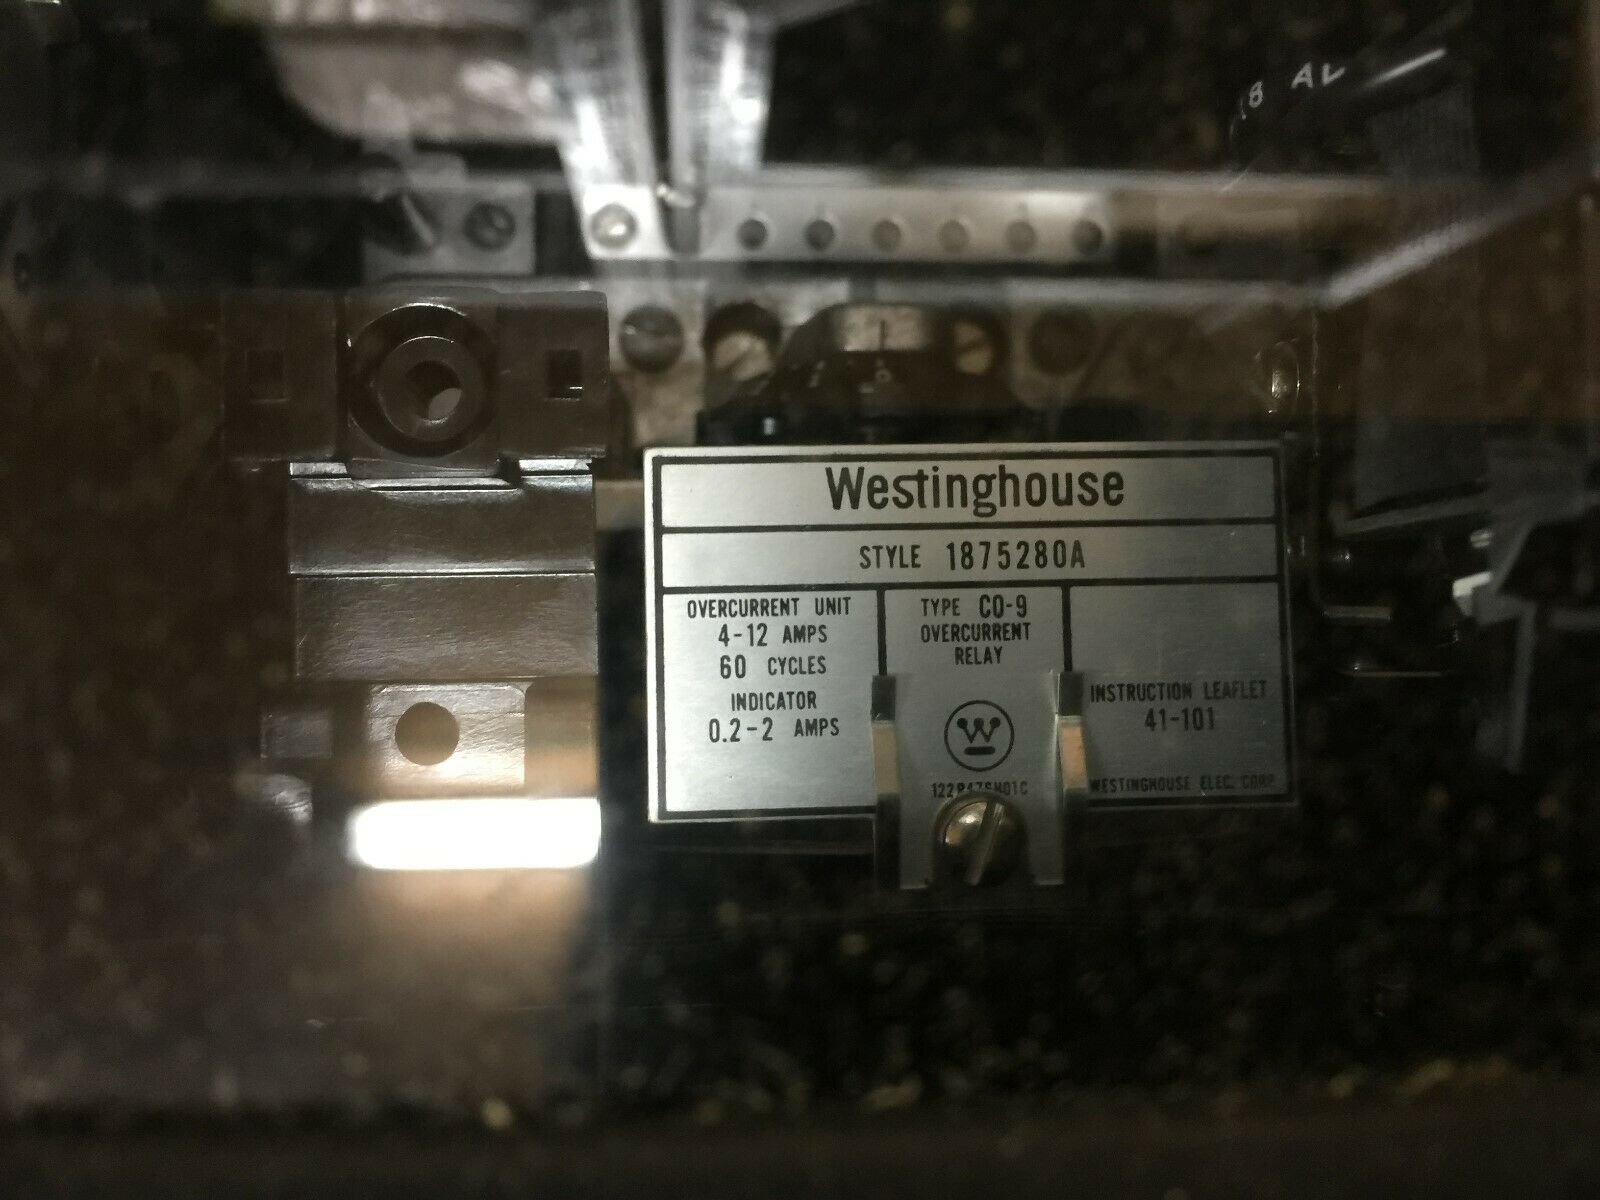 Westinghouse
STYLE 1875280A
OVERCURRENT UNIT
4-12 AMPS
60 CYCLES
INDICATOR
0.2-2 AMPS
TYPE CO-9
OVERCURRENT
RELAY
W
INSTRUCTION LEAFLET
41-101
WESTINGHOUSE ELEC. CORP.